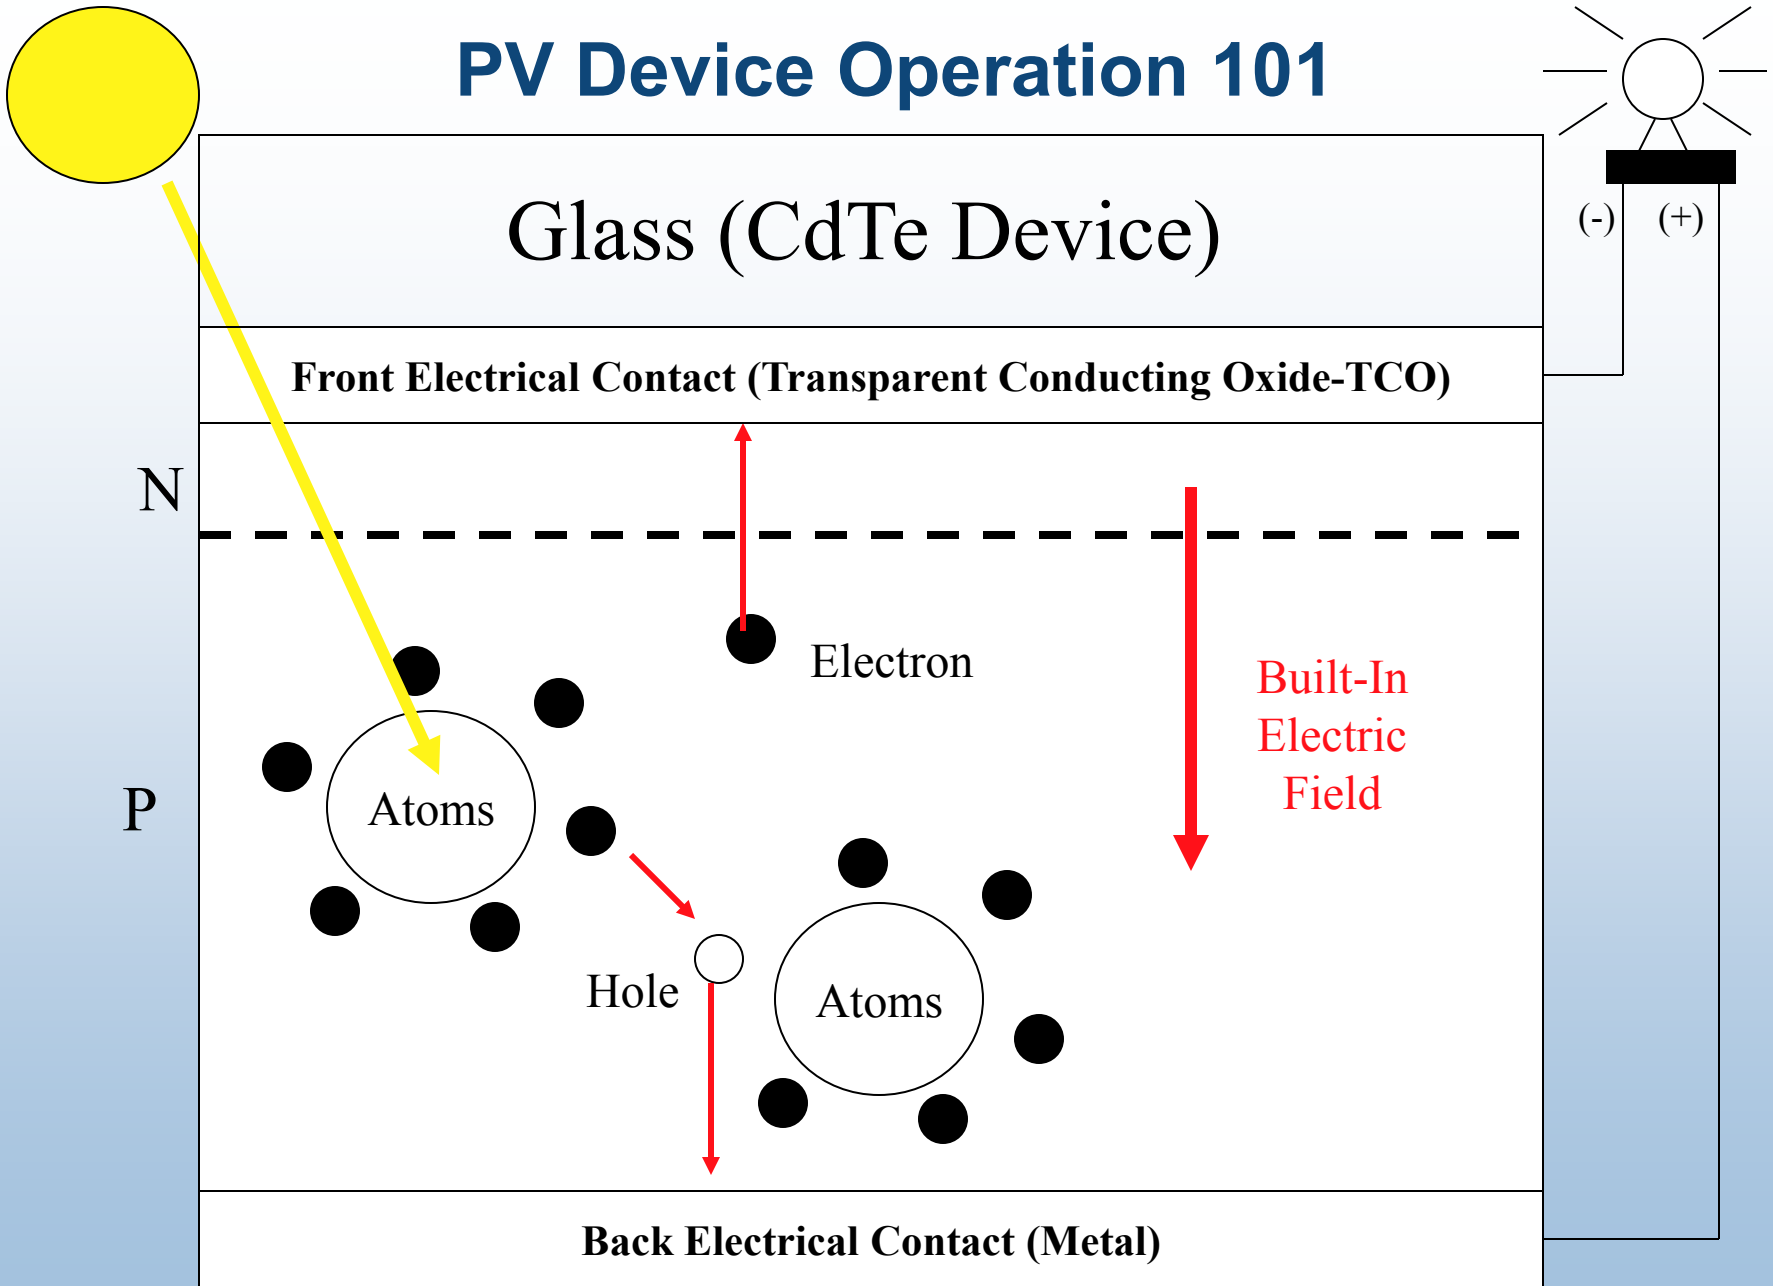 PV Device Operation 101
Glass (CdTe Device)
(-)
(+)
Front Electrical Contact (Transparent Conducting Oxide-TCO)
N
Electron
Built-In
Electric
Field
P
Atoms
Hole
Atoms
Back Electrical Contact (Metal)